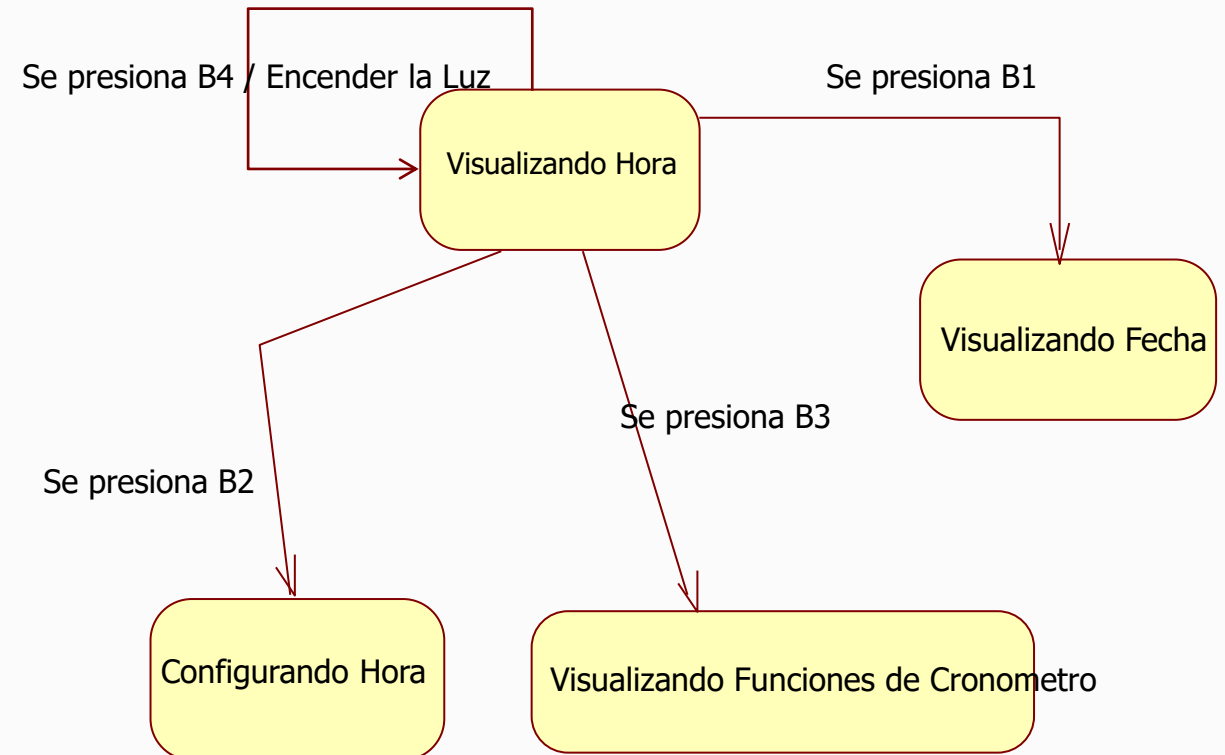 Se presiona B4 / Encender la Luz
Se presiona B1
Visualizando Hora
Visualizando Fecha
Se presiona B3
Se presiona B2
Configurando Hora
Visualizando Funciones de Cronometro